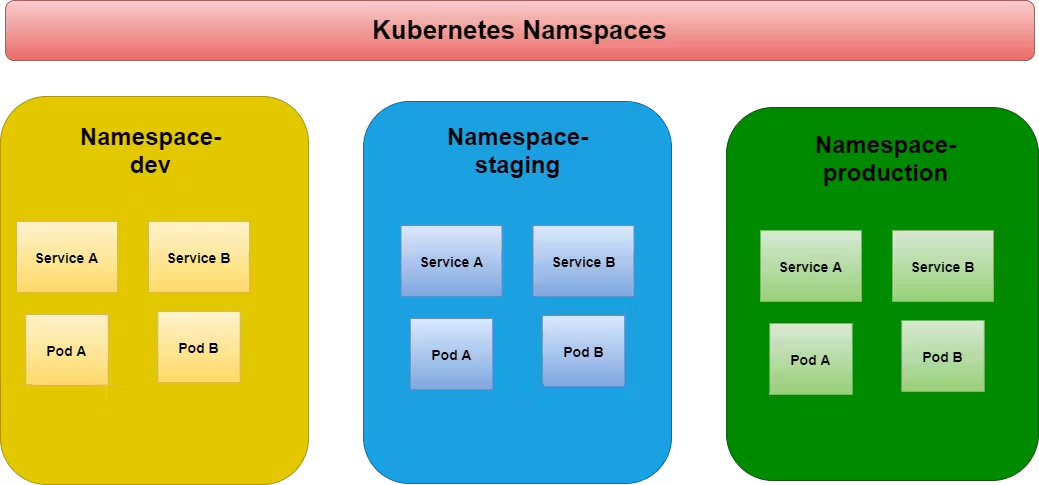 Kubernetes Namspaces
Namespace-
dev
Service A
Service B
Pod A
Pod B
Namespace-
staging
Service A
Service B
Pod A
Pod B
Namespace-
production
Service A
Service B
Pod A
Pod B